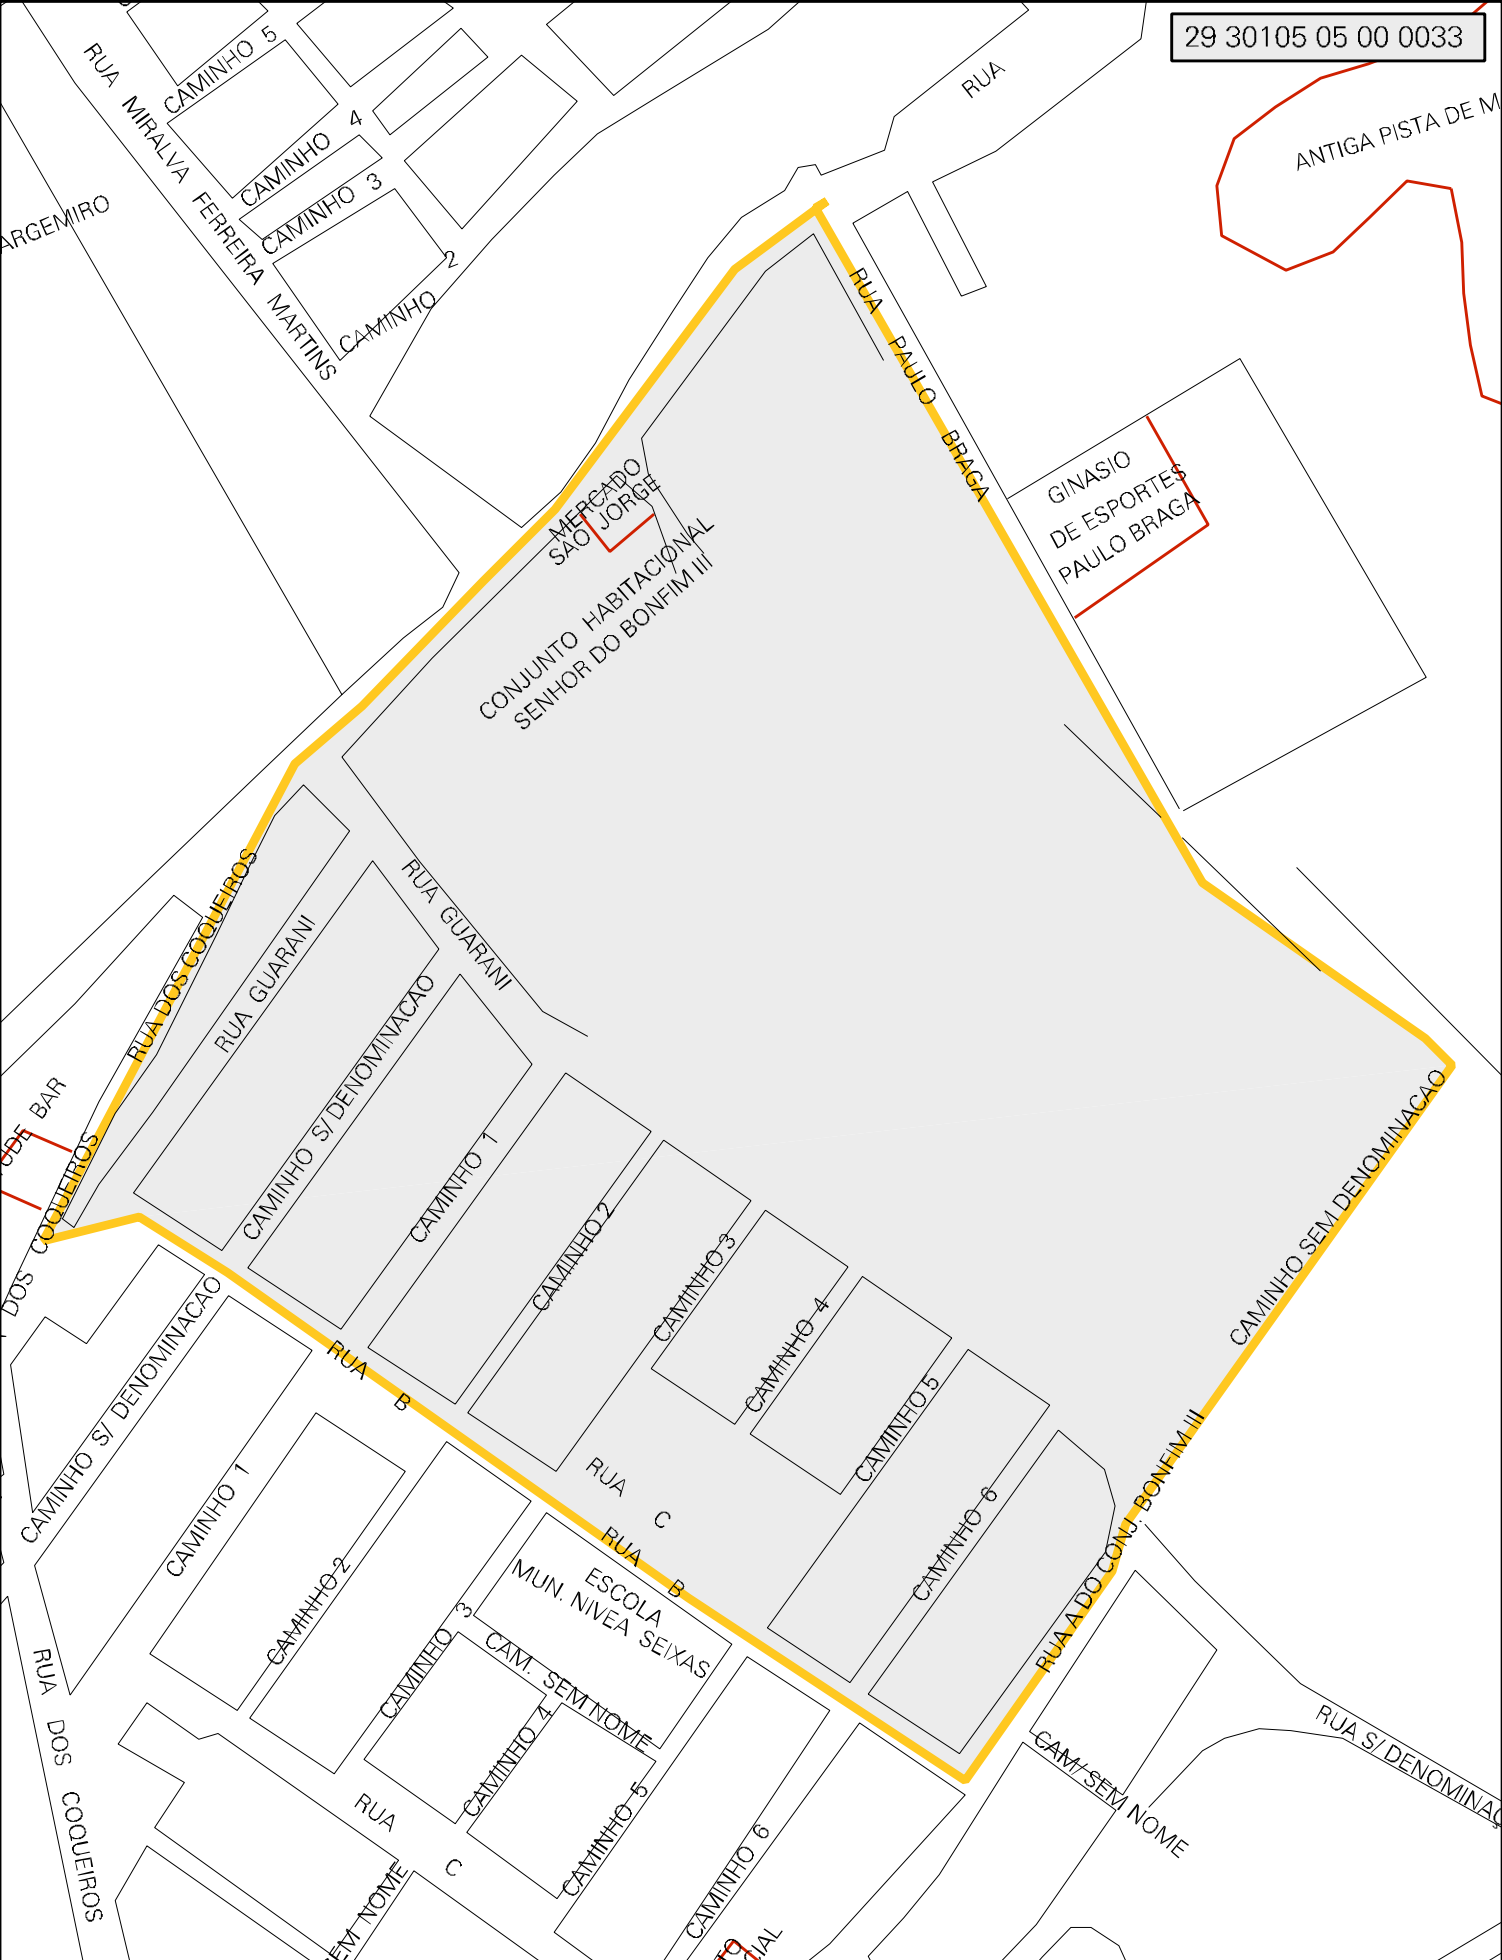 29 30105 05 00 0033
CAMINHO 5
RUA MIRALVA FERREIRA MARTINS
CAMINHO 4
CAMINHO 3
CAMINHO 2
ARGEMIRO
RUA
ANTIGA PISTA DE M
RUA PAULO BRAGA
GINASIO
DE ESPORTES
PAULO BRAGA
MERCADO
SAO JORGE
CONJUNTO HABITACIONAL
SENHOR DO BONFIM III
RUA DOS COQUEIROS
RUA GUARANI
RUA GUARANI
CAMINHO S/ DENOMINACAO
CAMINHO 1
CAMINHO 2
CAMINHO 3
CAMINHO 4
CAMINHO 5
CAMINHO 6
CAMINHO SEM DENOMINACAO
RUA A DO CONJ. BONFIM III
BAR
DOS COQUEIROS
RUA B
RUA C
RUA B
ESCOLA
MUN. NIVEA SEIXAS
CAM. SEM NOME
CAMINHO S/ DENOMINACAO
CAMINHO 1
CAMINHO 2
CAMINHO 3
CAMINHO 4
CAMINHO 5
CAMINHO 6
RUA DOS COQUEIROS
RUA C
EM NOME
CAM/ SEM NOME
RUA S/ DENOMINAÇ
CIAL